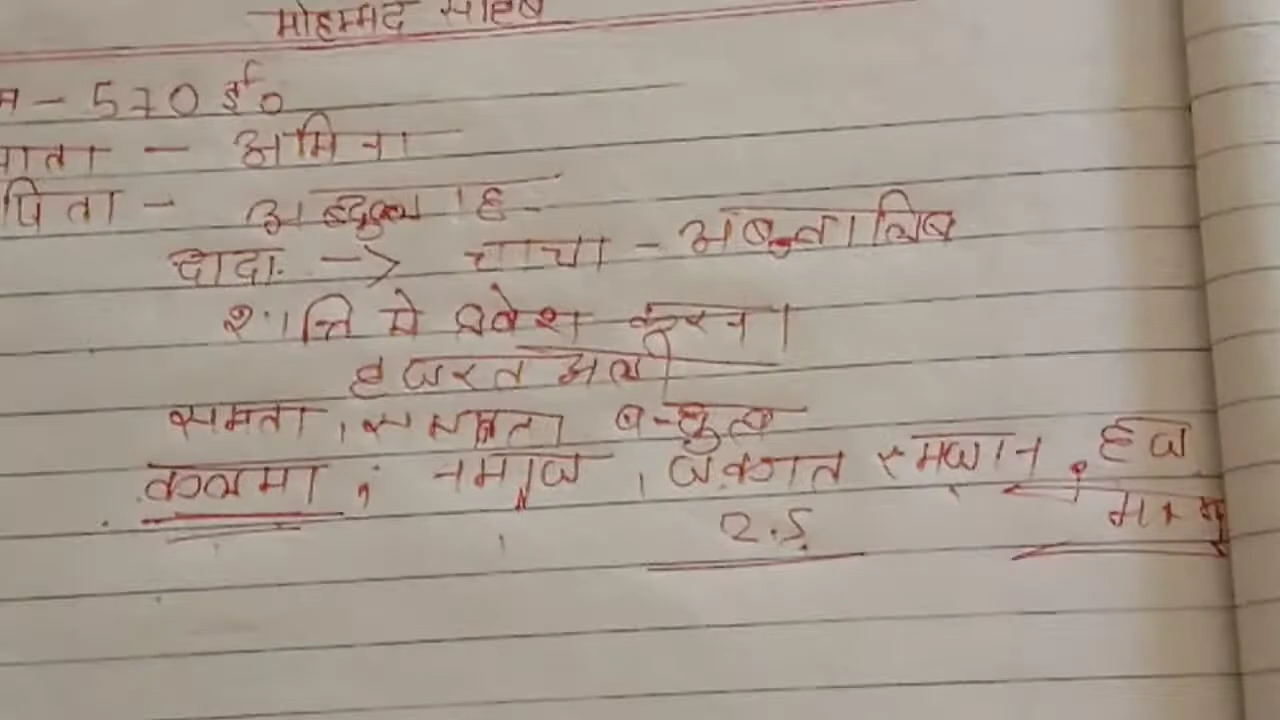 मोहम्मद साहब
म - 570 ई०
माता - अमिना
पिता - अब्दुल्लाह
दादा -> चाचा - अबुतालिब
शान्ति मे प्रवेश करना
हजरत अली
समता, समानता बन्धुत्व
कलमा, नमाज, जकात रमजान, हज
2.5